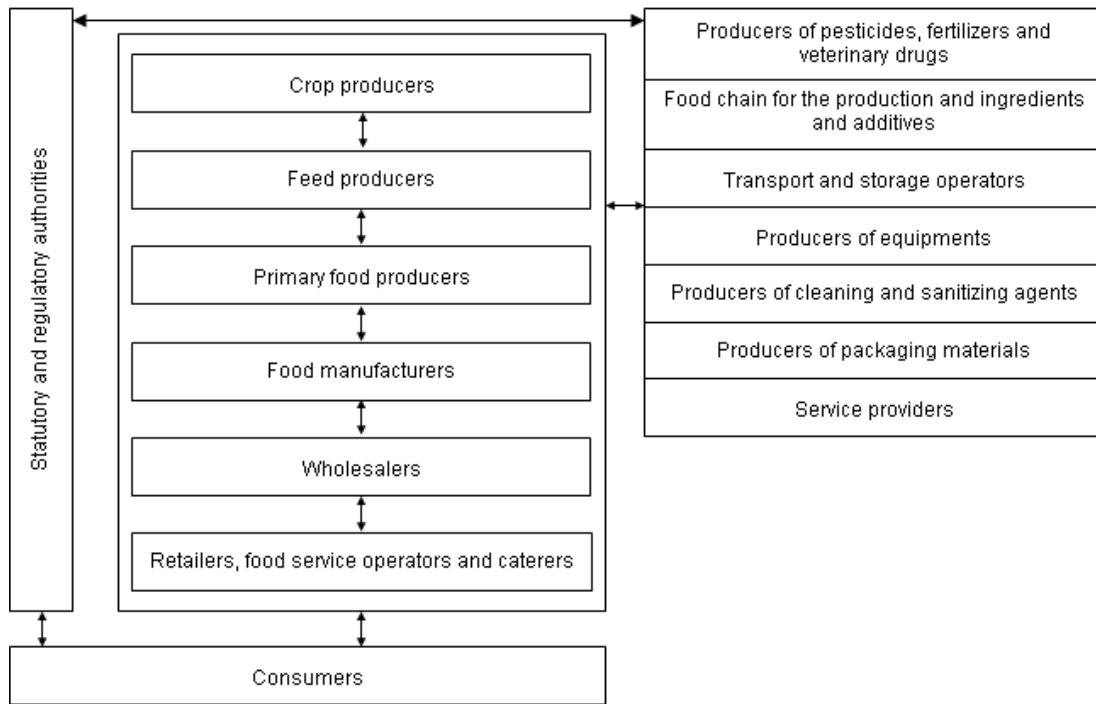 Statutory and regulatory authorities
Crop producers
Feed producers
Primary food producers
Food manufacturers
Wholesalers
Retailers, food service operators and caterers
Consumers
Producers of pesticides, fertilizers and
veterinary drugs
Food chain for the production and ingredients
and additives
Transport and storage operators
Producers of equipments
Producers of cleaning and sanitizing agents
Producers of packaging materials
Service providers